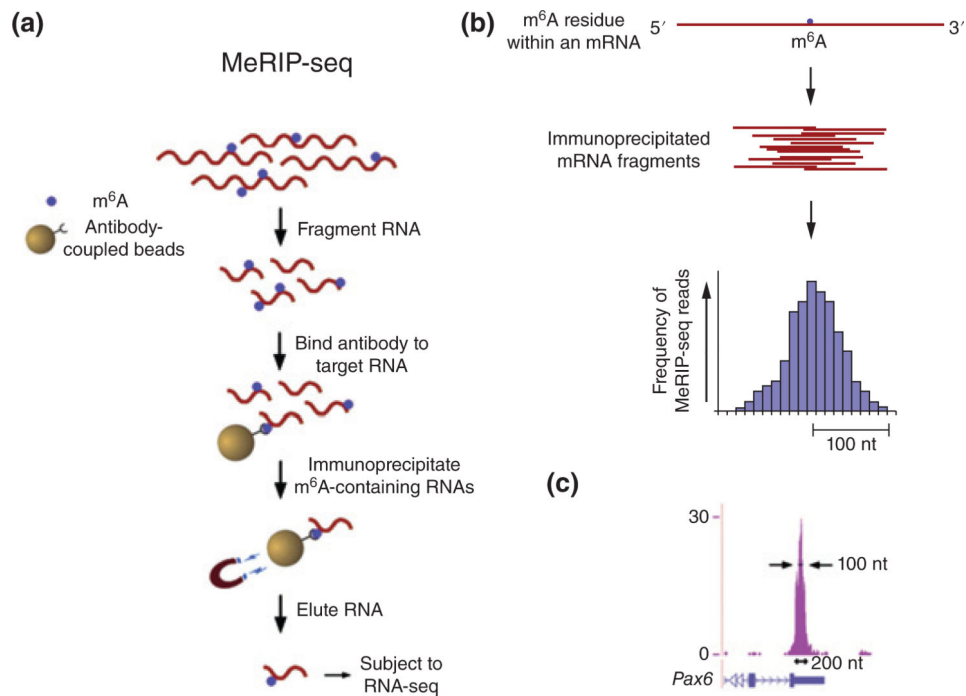 (a)
MeRIP-seq
m⁶A
Antibody-
coupled beads
Fragment RNA
Bind antibody to
target RNA
Immunoprecipitate
m⁶A-containing RNAs
Elute RNA
Subject to
RNA-seq
(b)
m⁶A residue
within an mRNA
5′
3′
m⁶A
Immunoprecipitated
mRNA fragments
Frequency of
MeRIP-seq reads
100 nt
(c)
30
100 nt
0
200 nt
Pax6